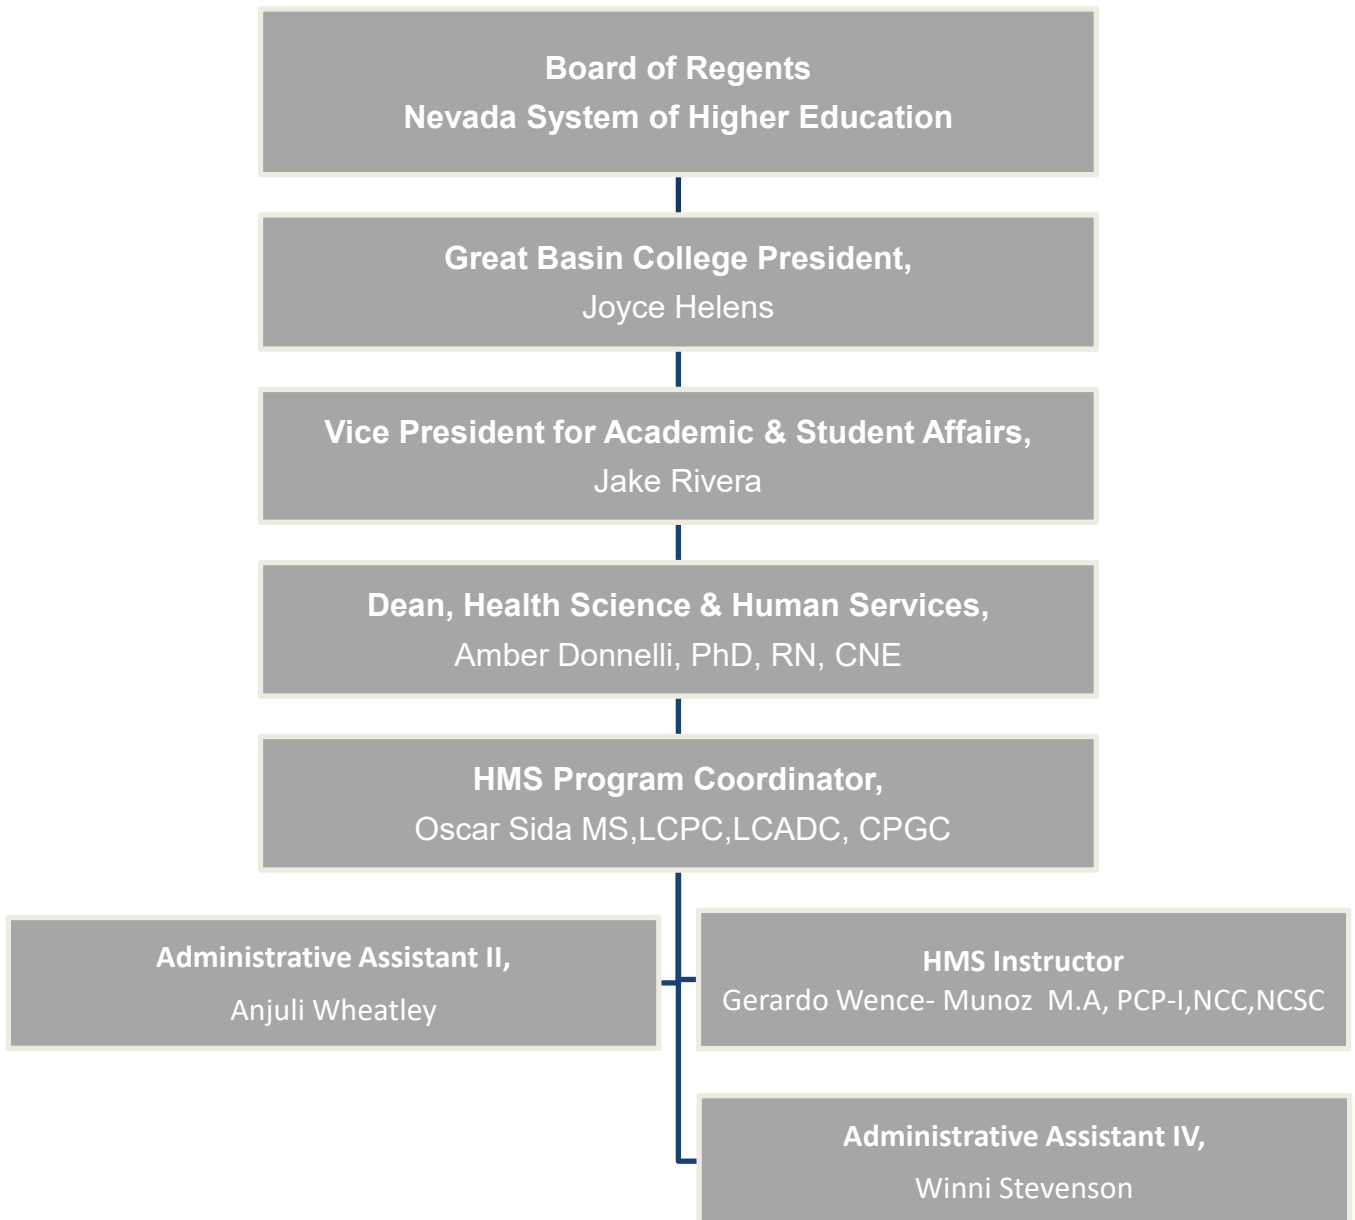 Board of Regents
Nevada System of Higher Education
Great Basin College President,
Joyce Helens
Vice President for Academic & Student Affairs,
Jake Rivera
Dean, Health Science & Human Services,
Amber Donnelli, PhD, RN, CNE
HMS Program Coordinator,
Oscar Sida MS,LCPC,LCADC, CPGC
Administrative Assistant II,
Anjuli Wheatley
HMS Instructor
Gerardo Wence- Munoz  M.A, PCP-I,NCC,NCSC
Administrative Assistant IV,
Winni Stevenson